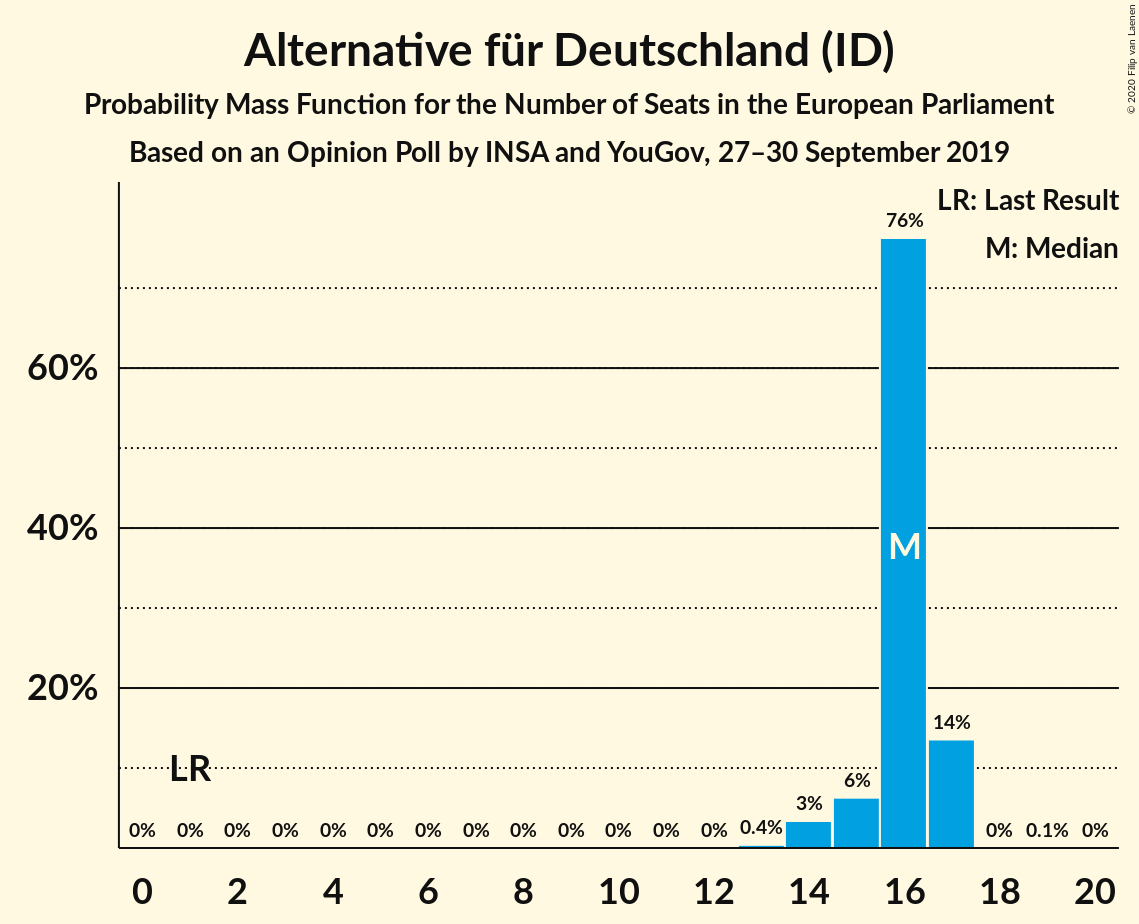 Alternative für Deutschland (ID)
Probability Mass Function for the Number of Seats in the European Parliament
Based on an Opinion Poll by INSA and YouGov, 27–30 September 2019
© 2020 Filip van Laenen
LR: Last Result
M: Median
76%
60%
40%
M
20%
14%
LR
6%
3%
0% 0% 0% 0% 0% 0% 0% 0% 0% 0% 0% 0% 0% 0.4% 0% 0.1% 0%
0 2 4 6 8 10 12 14 16 18 20